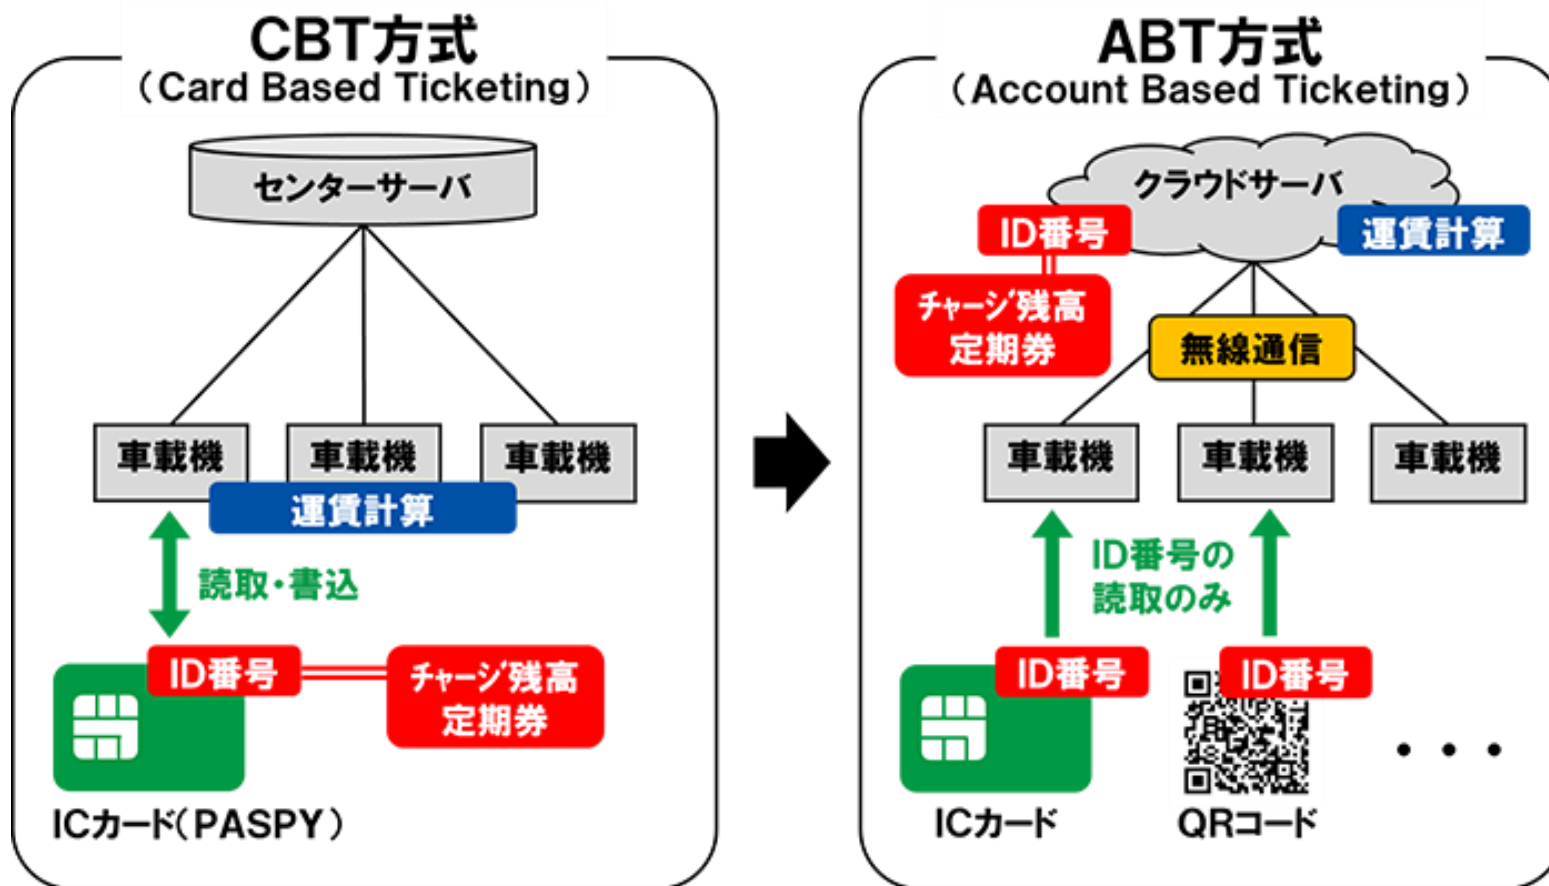 CBT方式
（Card Based Ticketing）
センターサーバ
車載機
車載機
車載機
運賃計算
読取・書込
ID番号
チャージ残高
定期券
ICカード（PASPY）
ABT方式
（Account Based Ticketing）
クラウドサーバ
ID番号
運賃計算
チャージ残高
定期券
無線通信
車載機
車載機
車載機
ID番号の
読取のみ
ID番号
ID番号
・・・
ICカード
QRコード